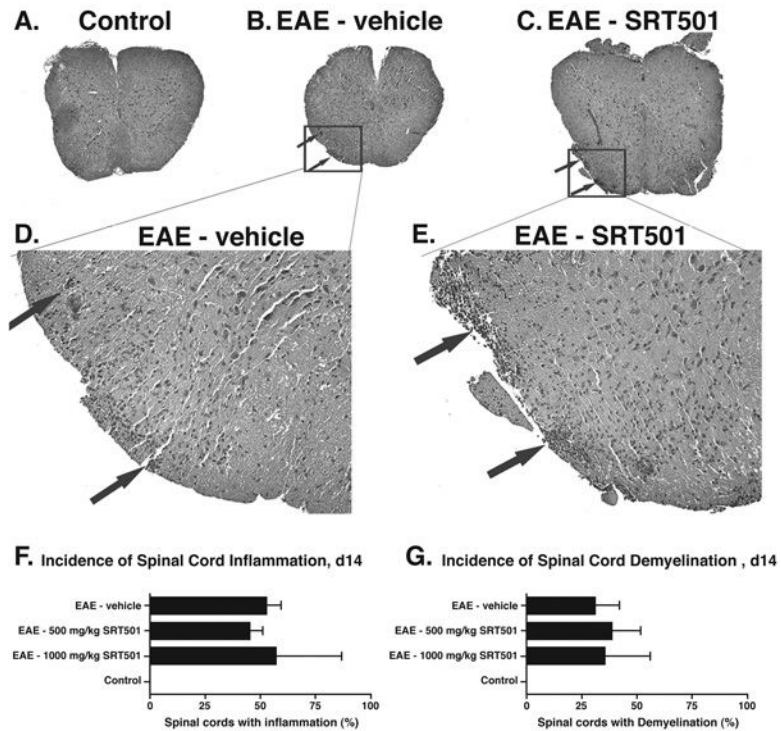 A. Control
B. EAE - vehicle
C. EAE - SRT501
D. EAE - vehicle
E. EAE - SRT501
F. Incidence of Spinal Cord Inflammation, d14
EAE - vehicle
EAE - 500 mg/kg SRT501
EAE - 1000 mg/kg SRT501
Control
0 25 50 75 100
Spinal cords with inflammation (%)
G. Incidence of Spinal Cord Demyelination , d14
EAE - vehicle
EAE - 500 mg/kg SRT501
EAE - 1000 mg/kg SRT501
Control
0 25 50 75 100
Spinal cords with Demyelination (%)